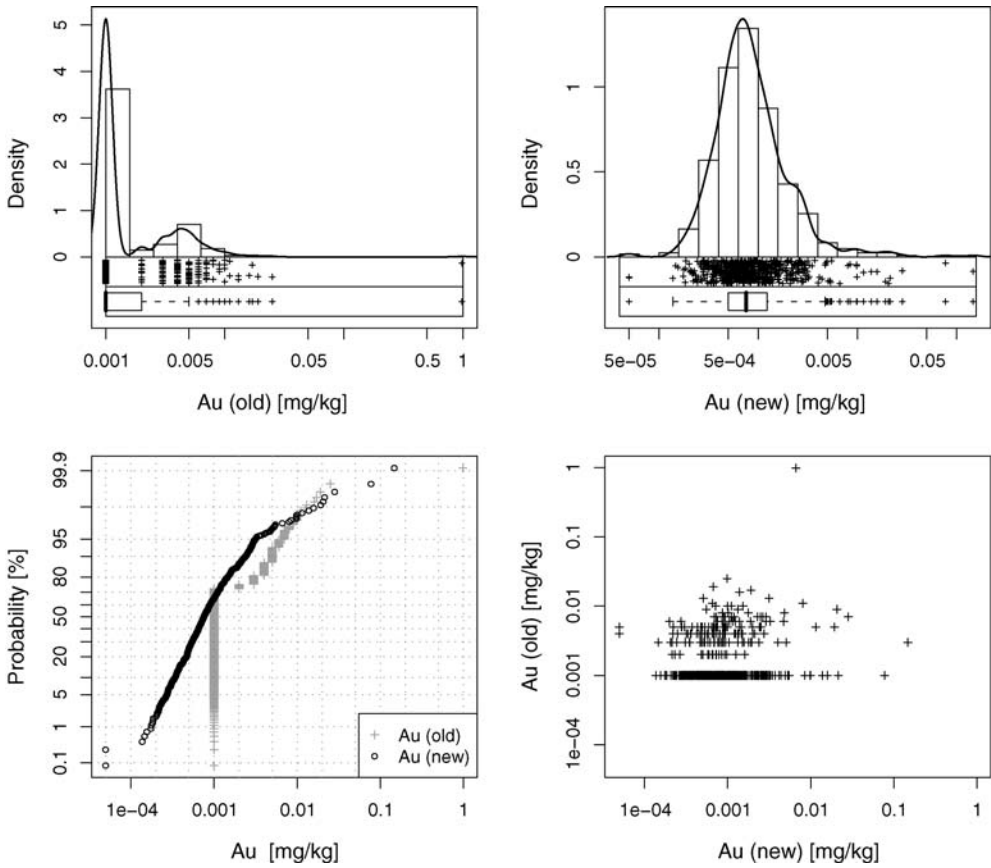 5
4
3
2
1
0
Density
0.001 0.005 0.05 0.5 1
Au (old) [mg/kg]
1
0.5
0
Density
5e−05 5e−04 0.005 0.05
Au (new) [mg/kg]
99.9
95
80
50
20
5
1
0.1
Probability [%]
Au (old)
Au (new)
1e−04 0.001 0.01 0.1 1
Au [mg/kg]
1
0.1
0.01
0.001
1e−04
Au (old) [mg/kg]
1e−04 0.001 0.01 0.1 1
Au (new) [mg/kg]